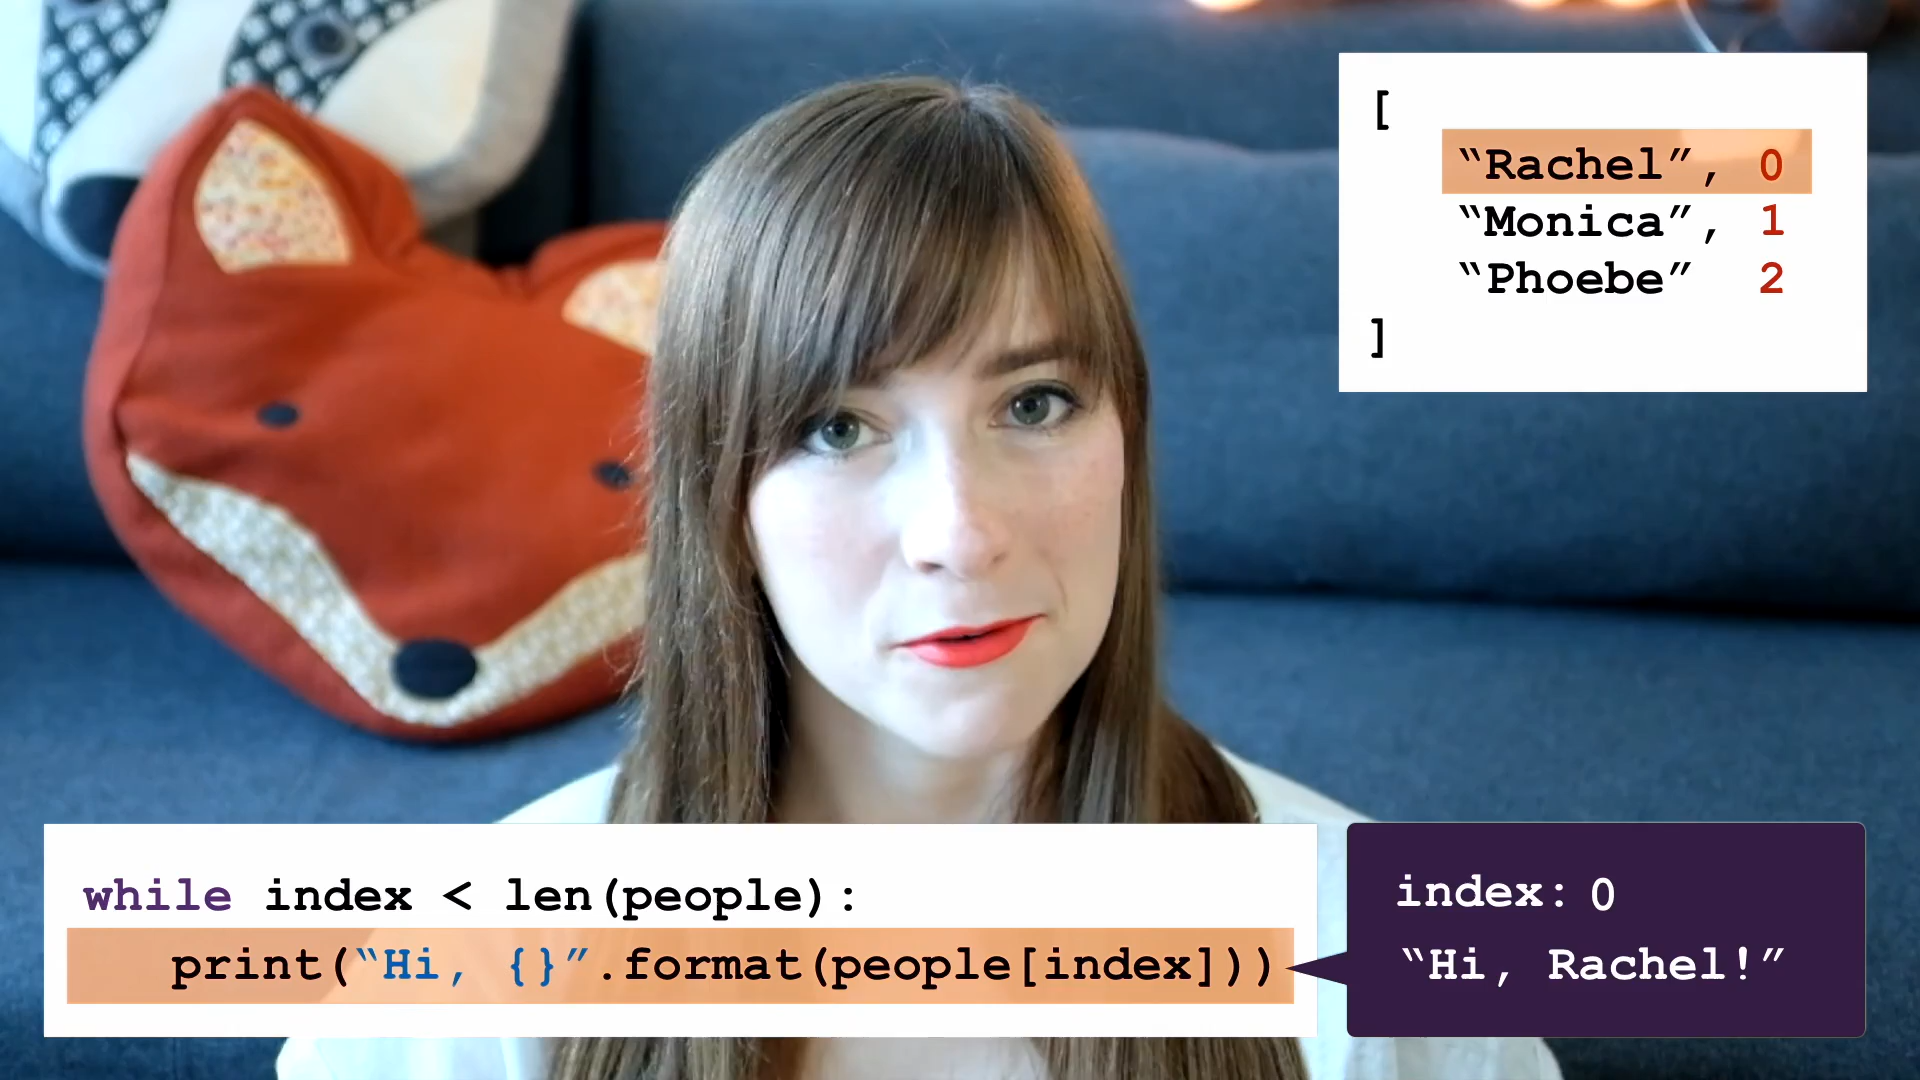 [
“Rachel”, 0
“Monica”, 1
“Phoebe” 2
]
while index < len(people):
print(“Hi, {}”.format(people[index]))
index: 0
“Hi, Rachel!”